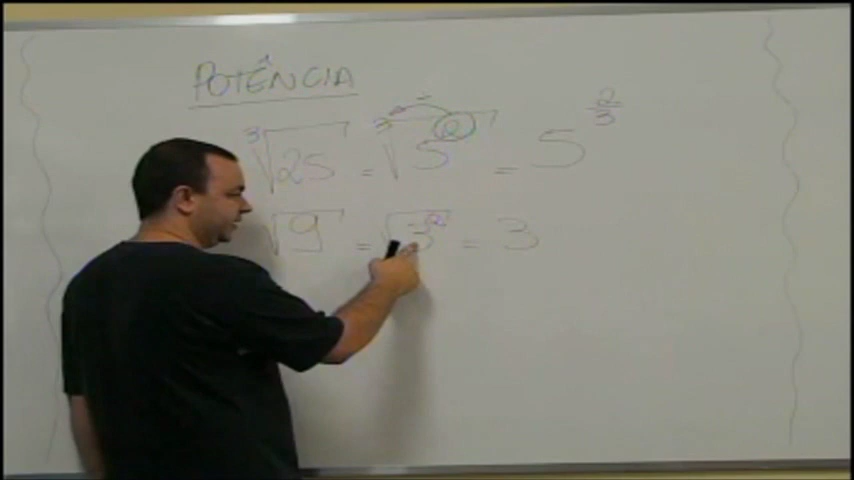 POTÊNCIA
∛25 = ∛5² = 5^(2/3)
√9 = √3² = 3